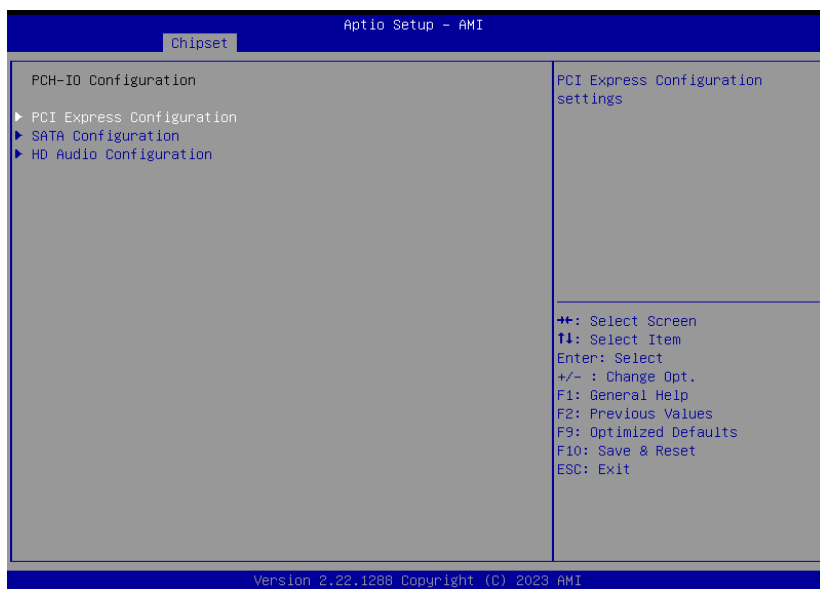 Aptio Setup – AMI
Chipset
PCH-IO Configuration
▶ PCI Express Configuration
▶ SATA Configuration
▶ HD Audio Configuration
PCI Express Configuration
settings
→←: Select Screen
↑↓: Select Item
Enter: Select
+/- : Change Opt.
F1: General Help
F2: Previous Values
F9: Optimized Defaults
F10: Save & Reset
ESC: Exit
Version 2.22.1288 Copyright (C) 2023 AMI